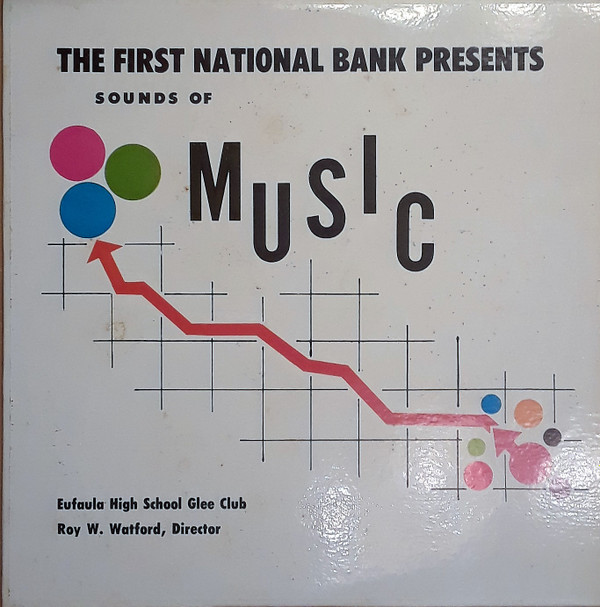 THE FIRST NATIONAL BANK PRESENTS
SOUNDS OF
MUSIC
Eufaula High School Glee Club
Roy W. Watford, Director